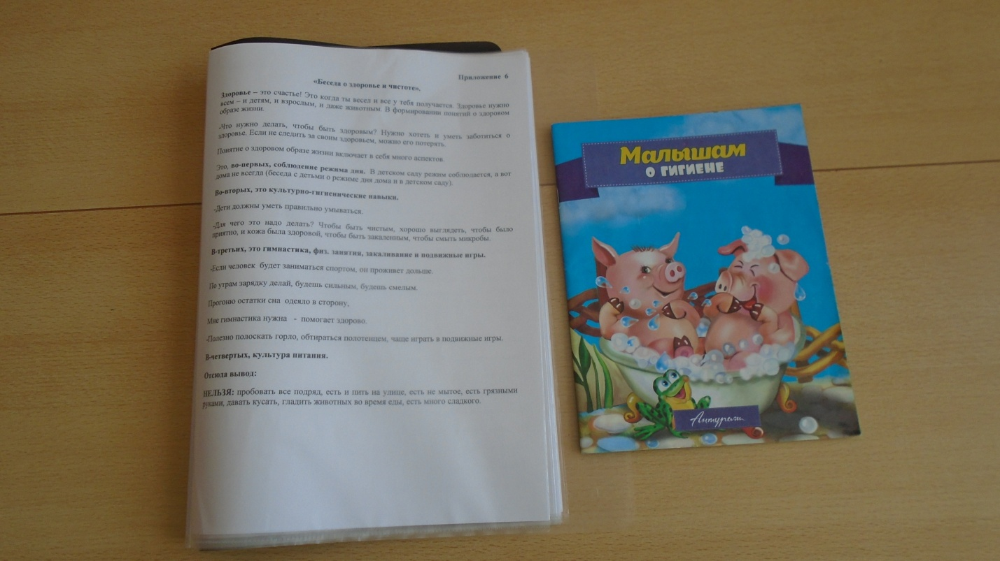 Приложение 6
«Беседа о здоровье и чистоте».
Здоровье – это счастье! Это когда ты весел и все у тебя получается. Здоровье нужно
всем – и детям, и взрослым, и даже животным. В формировании понятий о здоровом
образе жизни.
-Что нужно делать, чтобы быть здоровым? Нужно хотеть и уметь заботиться о
здоровье. Если не следить за своим здоровьем, можно его потерять.
Понятие о здоровом образе жизни включает в себя много аспектов.
Это, во-первых, соблюдение режима дня. В детском саду режим соблюдается, а вот
дома не всегда (беседа с детьми о режиме дня дома и в детском саду).
Во-вторых, это культурно-гигиенические навыки.
-Дети должны уметь правильно умываться.
-Для чего это надо делать? Чтобы быть чистым, хорошо выглядеть, чтобы было
приятно, и кожа была здоровой, чтобы быть закаленным, чтобы смыть микробы.
В-третьих, это гимнастика, физ. занятия, закаливание и подвижные игры.
-Если человек будет заниматься спортом, он проживет дольше.
По утрам зарядку делай, будешь сильным, будешь смелым.
Прогоню остатки сна одеяло в сторону,
Мне гимнастика нужна - помогает здорово.
-Полезно полоскать горло, обтираться полотенцем, чаще играть в подвижные игры.
В-четвертых, культура питания.
Отсюда вывод:
НЕЛЬЗЯ: пробовать все подряд, есть и пить на улице, есть не мытое, есть грязными
руками, давать кусать, гладить животных во время еды, есть много сладкого.
Малышам
о гигиене
Антураж